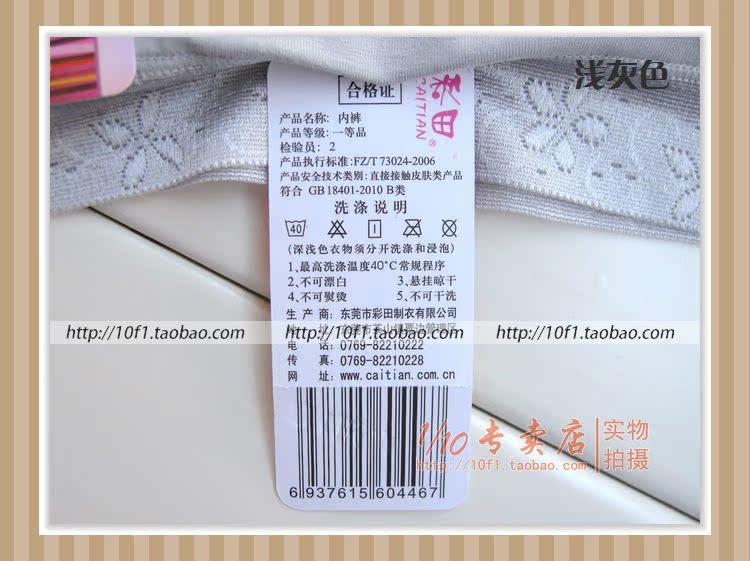 浅灰色
彩田
CAITIAN®
合格证
产品名称：内裤
产品等级：一等品
检验员：2
产品执行标准:FZ/T 73024-2006
产品安全技术类别：直接接触皮肤类产品
符合 GB 18401-2010 B类
洗涤说明
40
(深浅色衣物须分开洗涤和浸泡)
1、最高洗涤温度40°C常规程序
2、不可漂白 3、悬挂晾干
4、不可熨烫 5、不可干洗
生产商：东莞市彩田制衣有限公司
http://10f1.taobao.com http://10f1.taobao.com http://10f1.taobao.com
电话：0769-82210222
传真：0769-82210228
网址：www.caitian.com.cn
1/10专卖店
http://10f1.taobao.com
实物
拍摄
6 937615 604467